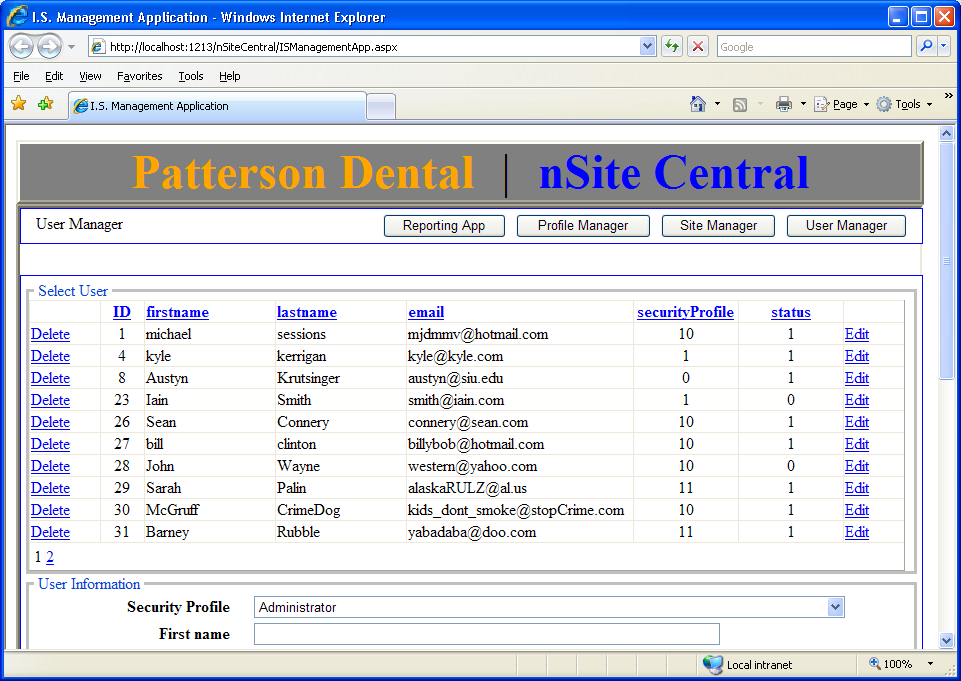 I.S. Management Application - Windows Internet Explorer
http://localhost:1213/nSiteCentral/ISManagementApp.aspx Google
File Edit View Favorites Tools Help
I.S. Management Application Page Tools »
Patterson Dental | nSite Central
User Manager Reporting App Profile Manager Site Manager User Manager
Select User
ID firstname lastname email securityProfile status
Delete 1 michael sessions mjdmmv@hotmail.com 10 1 Edit
Delete 4 kyle kerrigan kyle@kyle.com 1 1 Edit
Delete 8 Austyn Krutsinger austyn@siu.edu 0 1 Edit
Delete 23 Iain Smith smith@iain.com 1 0 Edit
Delete 26 Sean Connery connery@sean.com 10 1 Edit
Delete 27 bill clinton billybob@hotmail.com 10 1 Edit
Delete 28 John Wayne western@yahoo.com 10 0 Edit
Delete 29 Sarah Palin alaskaRULZ@al.us 11 1 Edit
Delete 30 McGruff CrimeDog kids_dont_smoke@stopCrime.com 10 1 Edit
Delete 31 Barney Rubble yabadaba@doo.com 11 1 Edit
1 2
User Information
Security Profile Administrator
First name
Local intranet 100%